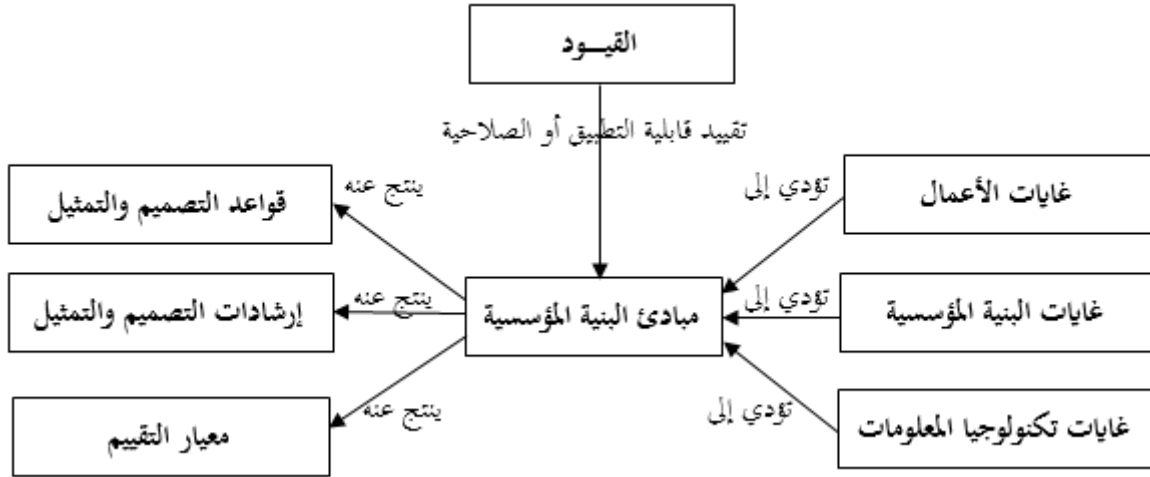 القيـــود
تقييد قابلية التطبيق أو الصلاحية
غايات الأعمال
تؤدي إلى
ينتج عنه
قواعد التصميم والتمثيل
غايات البنية المؤسسية
تؤدي إلى
مبادئ البنية المؤسسية
ينتج عنه
إرشادات التصميم والتمثيل
غايات تكنولوجيا المعلومات
تؤدي إلى
ينتج عنه
معيار التقييم